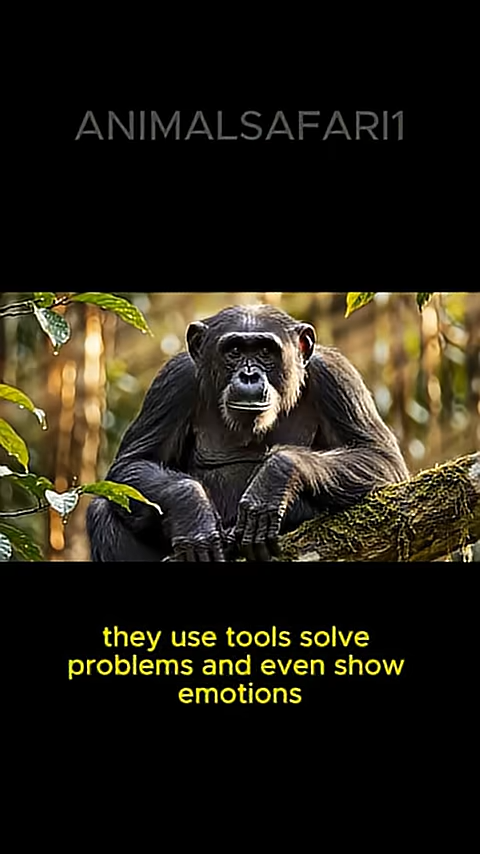 ANIMALSAFARI1
they use tools solve
problems and even show
emotions